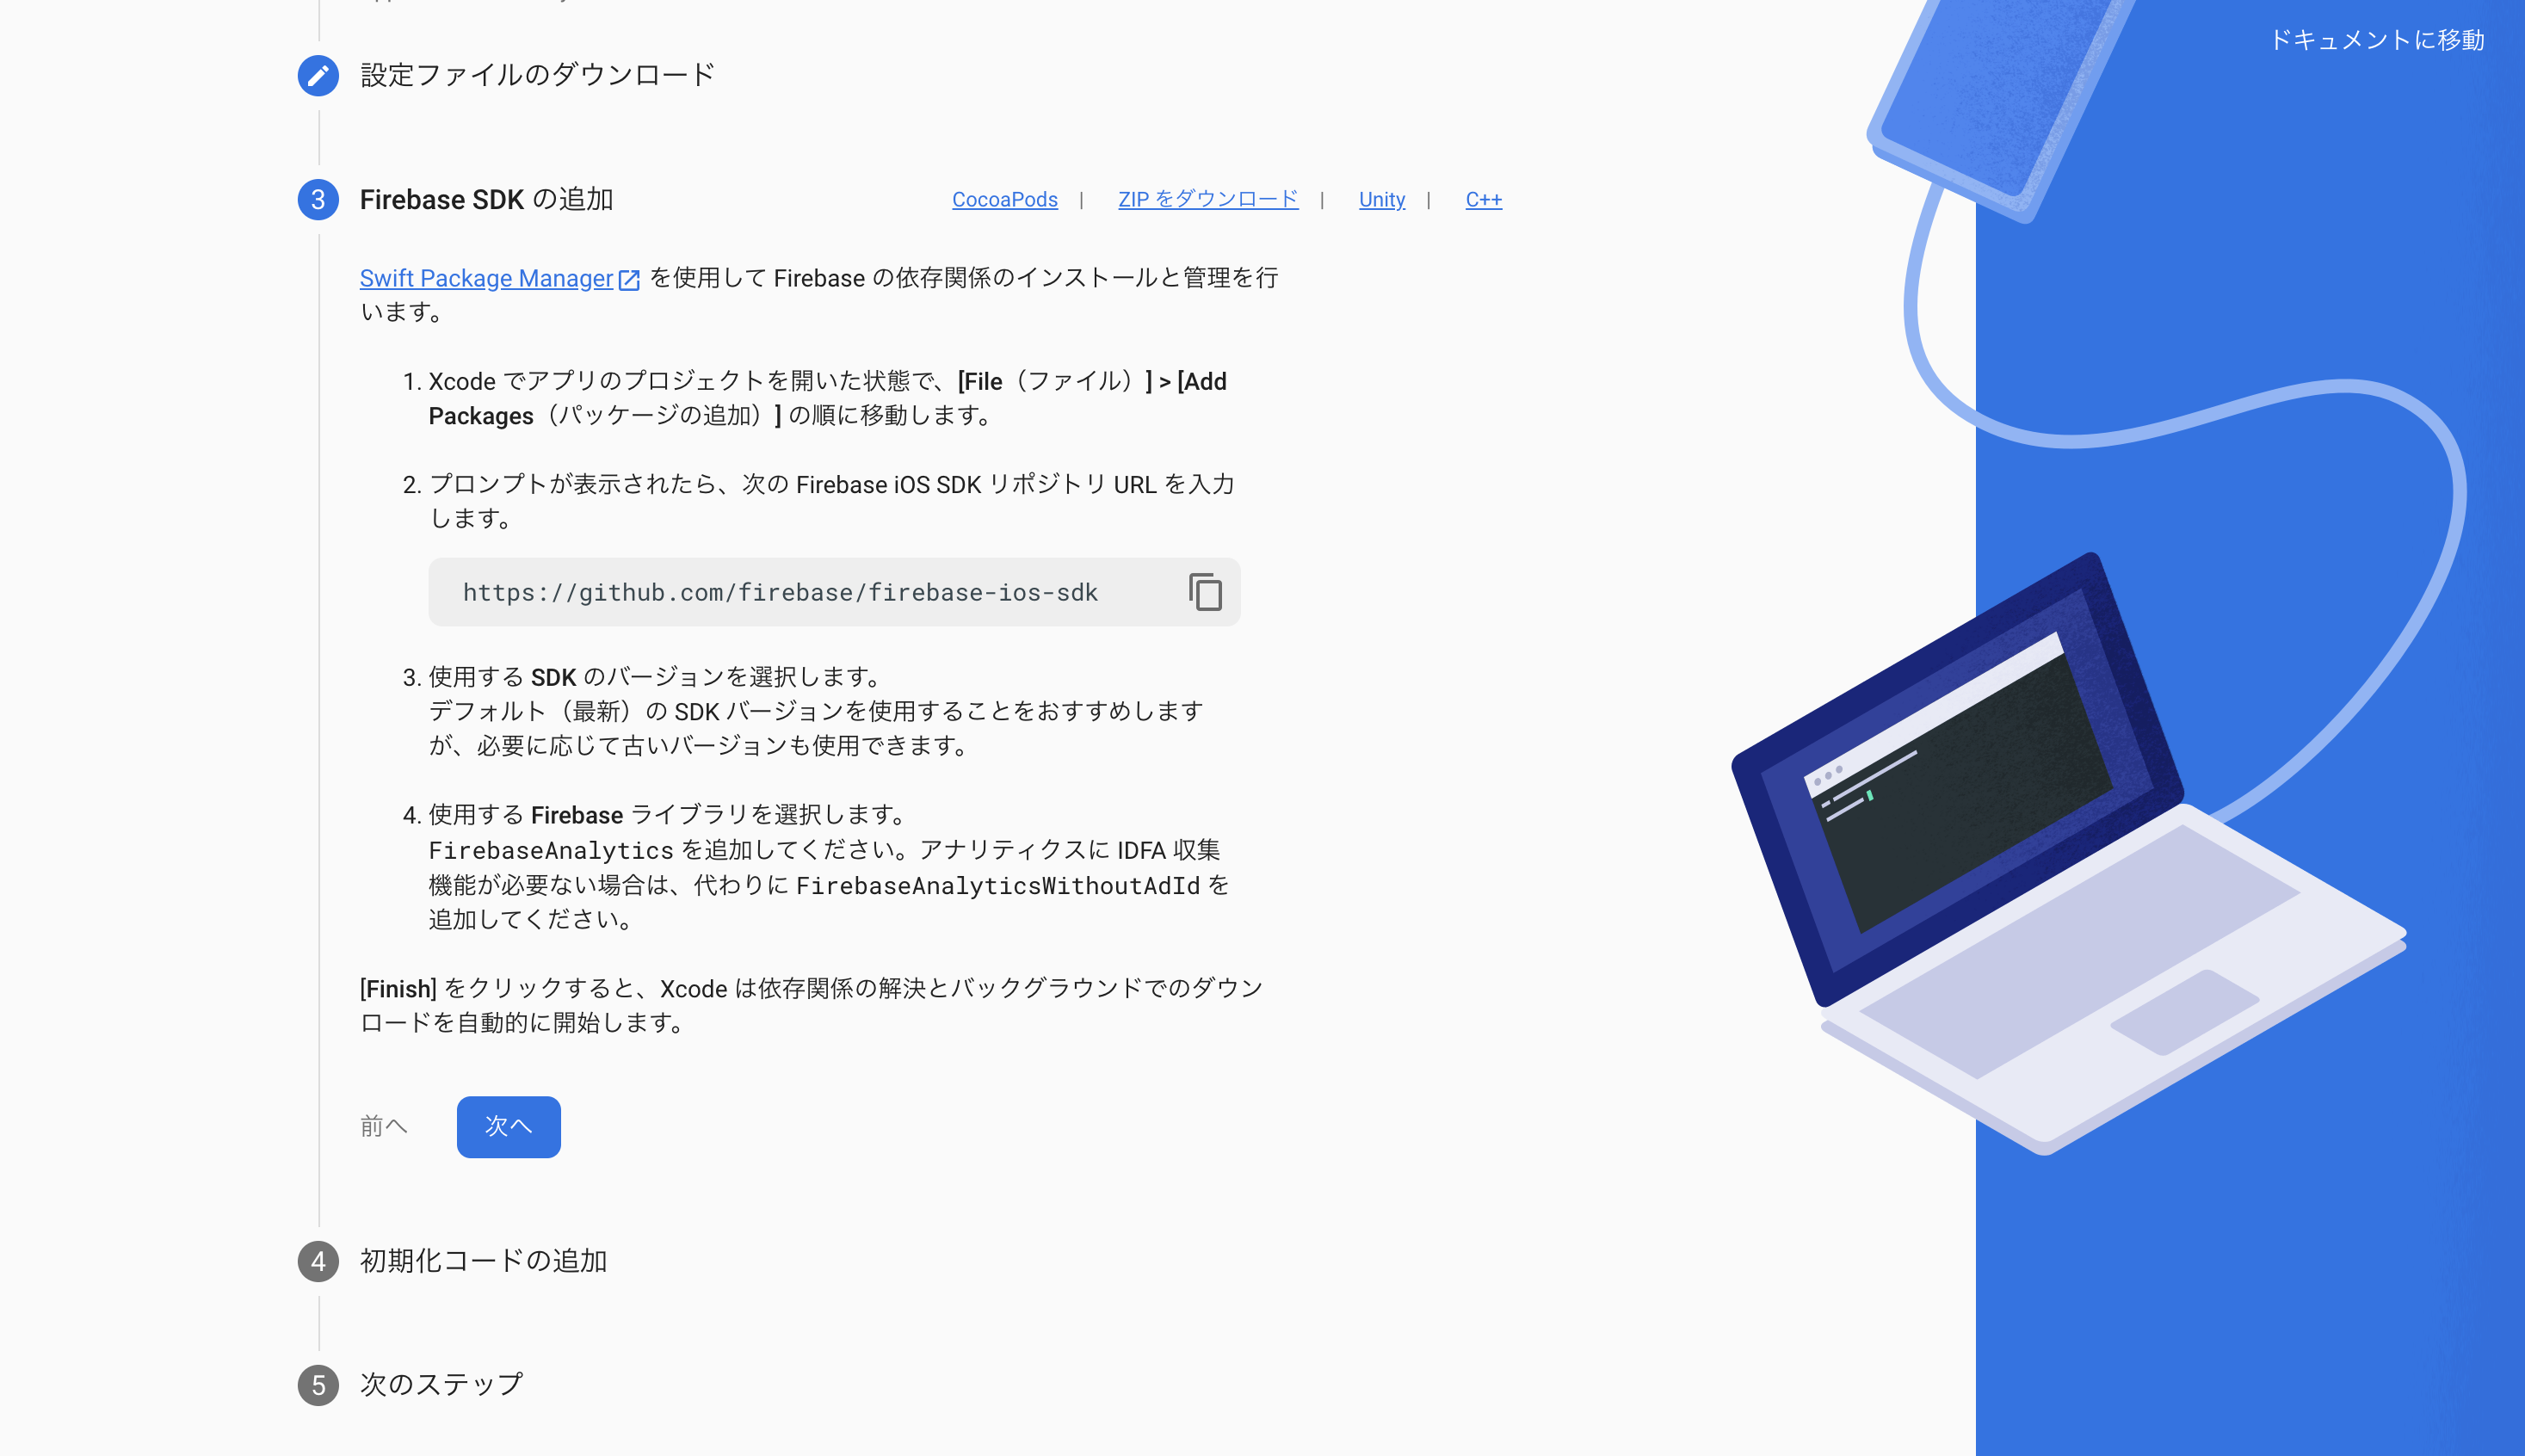 ドキュメントに移動
設定ファイルのダウンロード
3 Firebase SDK の追加 CocoaPods | ZIP をダウンロード | Unity | C++
Swift Package Manager を使用して Firebase の依存関係のインストールと管理を行
います。
1. Xcode でアプリのプロジェクトを開いた状態で、[File（ファイル）] > [Add
Packages（パッケージの追加）] の順に移動します。
2. プロンプトが表示されたら、次の Firebase iOS SDK リポジトリ URL を入力
します。
https://github.com/firebase/firebase-ios-sdk
3. 使用する SDK のバージョンを選択します。
デフォルト（最新）の SDK バージョンを使用することをおすすめします
が、必要に応じて古いバージョンも使用できます。
4. 使用する Firebase ライブラリを選択します。
FirebaseAnalytics を追加してください。アナリティクスに IDFA 収集
機能が必要ない場合は、代わりに FirebaseAnalyticsWithoutAdId を
追加してください。
[Finish] をクリックすると、Xcode は依存関係の解決とバックグラウンドでのダウン
ロードを自動的に開始します。
前へ 次へ
4 初期化コードの追加
5 次のステップ